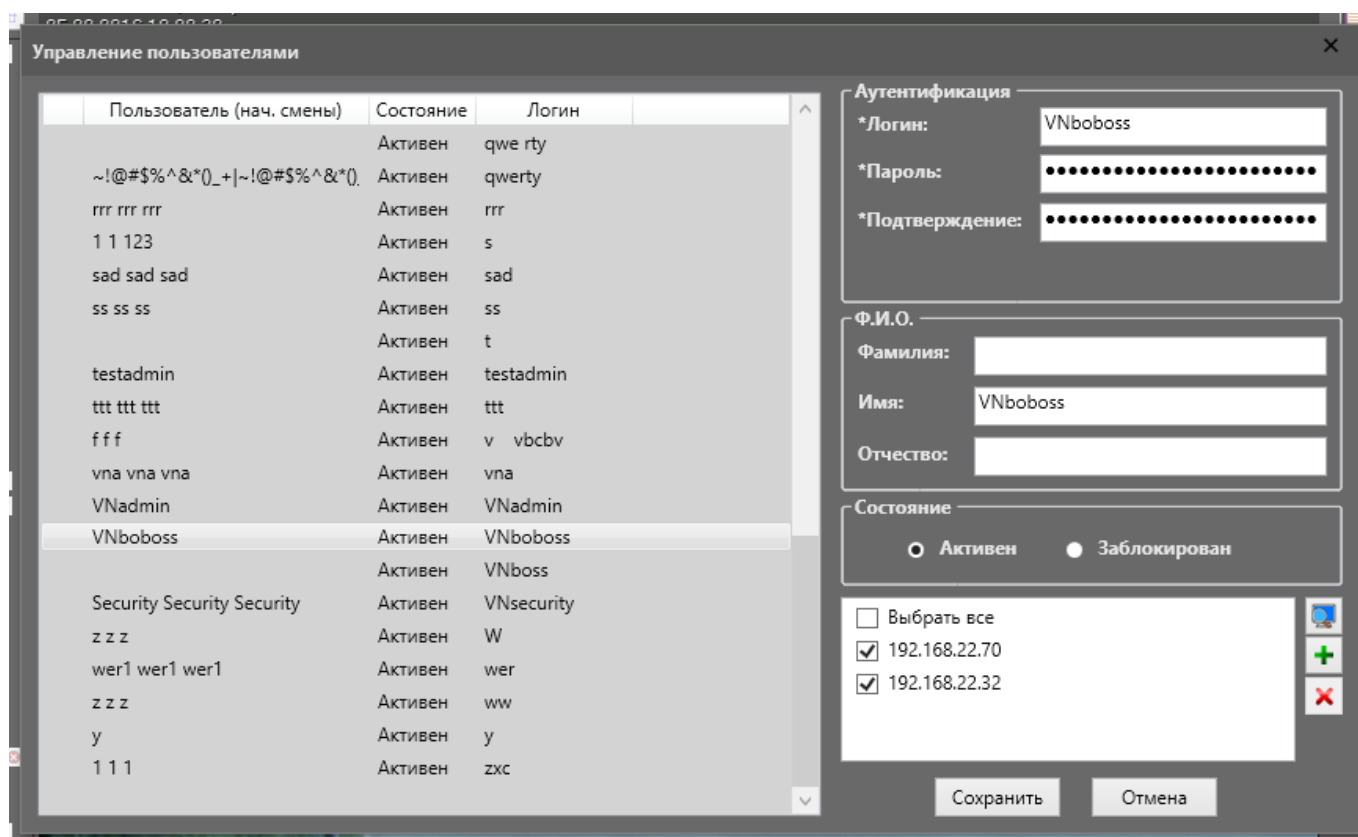 Управление пользователями
Пользователь (нач. смены) Состояние Логин
Активен qwe rty
~!@#$%^&*()_+|~!@#$%^&*() Активен qwerty
rrr rrr rrr Активен rrr
1 1 123 Активен s
sad sad sad Активен sad
ss ss ss Активен ss
Активен t
testadmin Активен testadmin
ttt ttt ttt Активен ttt
f f f Активен v vbcbv
vna vna vna Активен vna
VNadmin Активен VNadmin
VNboboss Активен VNboboss
Активен VNboss
Security Security Security Активен VNsecurity
z z z Активен W
wer1 wer1 wer1 Активен wer
z z z Активен ww
y Активен y
1 1 1 Активен zxc
Аутентификация
*Логин: VNboboss
*Пароль: ••••••••••••••••••••••••
*Подтверждение: ••••••••••••••••••••••••
Ф.И.О.
Фамилия:
Имя: VNboboss
Отчество:
Состояние
Активен Заблокирован
Выбрать все
192.168.22.70
192.168.22.32
Сохранить Отмена